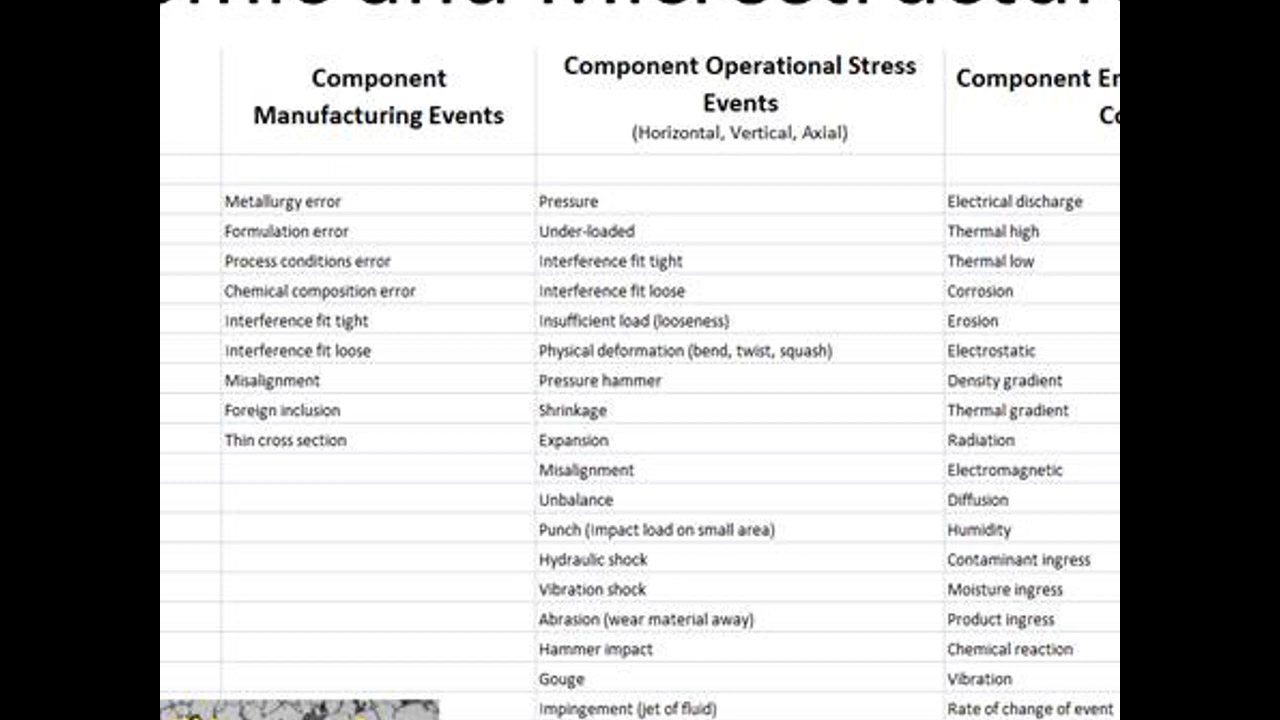 and Microstructur
Component
Manufacturing Events
Component Operational Stress
Events
(Horizontal, Vertical, Axial)
Component En
Co
Metallurgy error
Pressure
Electrical discharge
Formulation error
Under-loaded
Thermal high
Process conditions error
Interference fit tight
Thermal low
Chemical composition error
Interference fit loose
Corrosion
Interference fit tight
Insufficient load (looseness)
Erosion
Interference fit loose
Physical deformation (bend, twist, squash)
Electrostatic
Misalignment
Pressure hammer
Density gradient
Foreign inclusion
Shrinkage
Thermal gradient
Thin cross section
Expansion
Radiation
Misalignment
Electromagnetic
Unbalance
Diffusion
Punch (Impact load on small area)
Humidity
Hydraulic shock
Contaminant ingress
Vibration shock
Moisture ingress
Abrasion (wear material away)
Product ingress
Hammer impact
Chemical reaction
Gouge
Vibration
Impingement (jet of fluid)
Rate of change of event